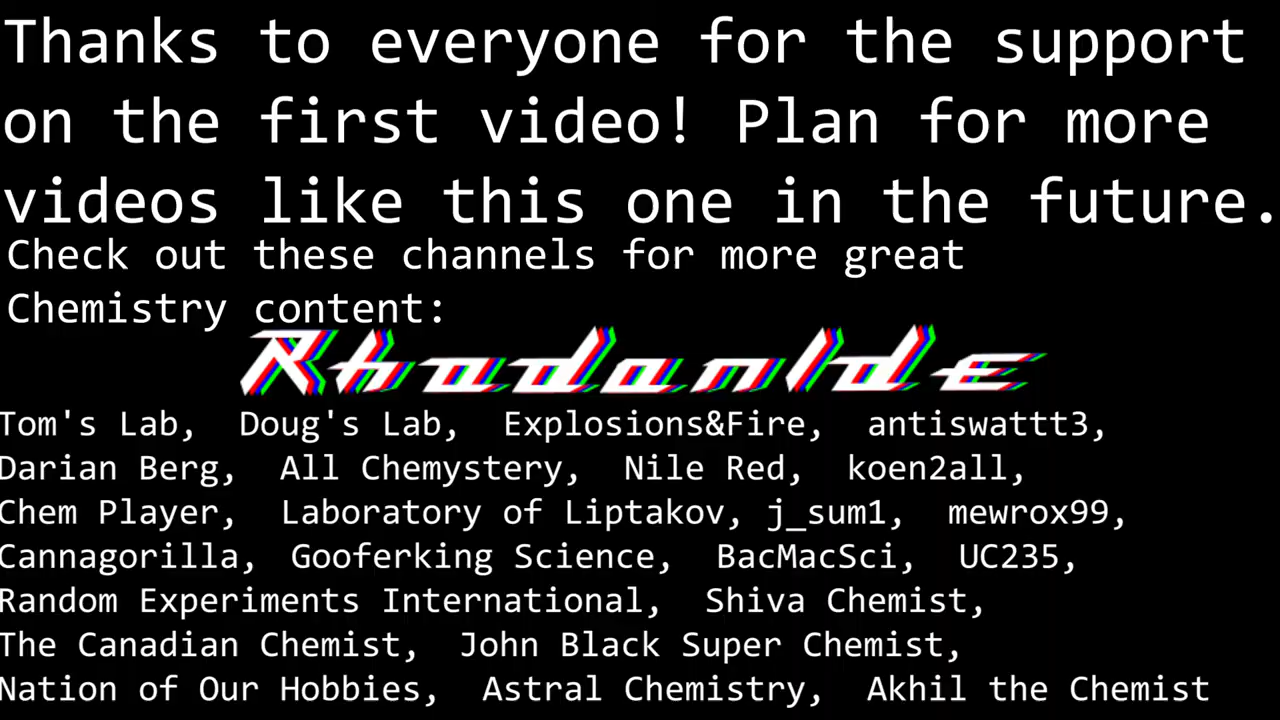 Thanks to everyone for the support
on the first video! Plan for more
videos like this one in the future.
Check out these channels for more great
Chemistry content:
RhodanIde
Tom's Lab, Doug's Lab, Explosions&Fire, antiswattt3,
Darian Berg, All Chemystery, Nile Red, koen2all,
Chem Player, Laboratory of Liptakov, j_sum1, mewrox99,
Cannagorilla, Gooferking Science, BacMacSci, UC235,
Random Experiments International, Shiva Chemist,
The Canadian Chemist, John Black Super Chemist,
Nation of Our Hobbies, Astral Chemistry, Akhil the Chemist